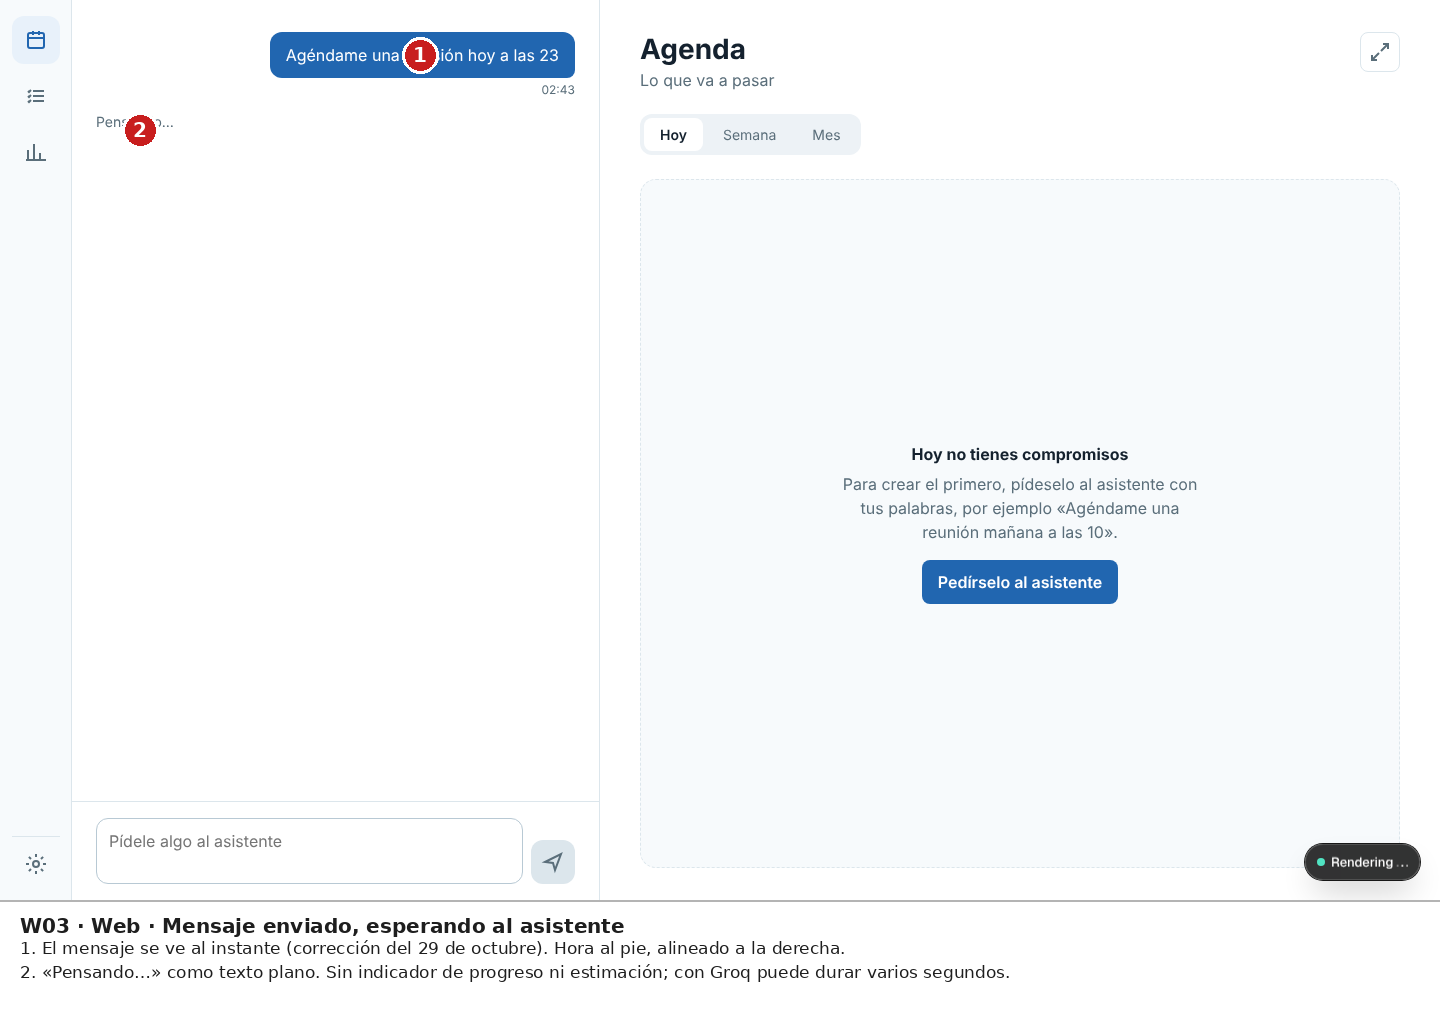 Agéndame una 1 ión hoy a las 23
02:43
Pens 2 o...
Pídele algo al asistente
Agenda
Lo que va a pasar
Hoy Semana Mes
Hoy no tienes compromisos
Para crear el primero, pídeselo al asistente con
tus palabras, por ejemplo «Agéndame una
reunión mañana a las 10».
Pedírselo al asistente
Rendering ...
W03 · Web · Mensaje enviado, esperando al asistente
1. El mensaje se ve al instante (corrección del 29 de octubre). Hora al pie, alineado a la derecha.
2. «Pensando...» como texto plano. Sin indicador de progreso ni estimación; con Groq puede durar varios segundos.